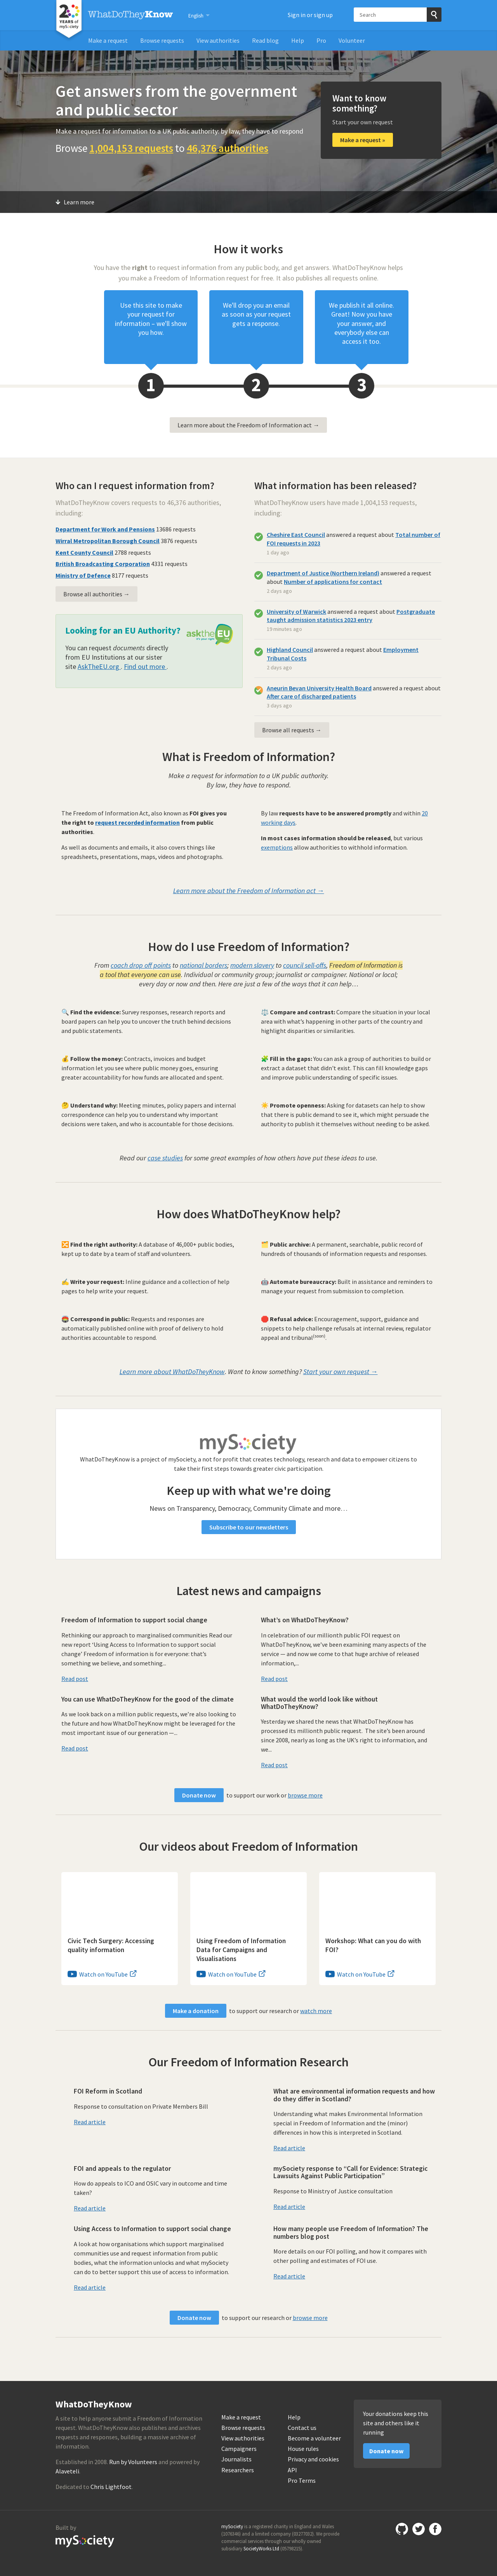 20 YEARS of mySociety
WhatDoTheyKnow
English
Sign in or sign up
Search
Make a request
Browse requests
View authorities
Read blog
Help
Pro
Volunteer
Get answers from the government
and public sector
Make a request for information to a UK public authority: by law, they have to respond
Browse 1,004,153 requests to 46,376 authorities
Want to know
something?
Start your own request
Make a request »
Learn more
How it works
You have the right to request information from any public body, and get answers. WhatDoTheyKnow helps
you make a Freedom of Information request for free. It also publishes all requests online.
Use this site to make
your request for
information – we'll show
you how.
We'll drop you an email
as soon as your request
gets a response.
We publish it all online.
Great! Now you have
your answer, and
everybody else can
access it too.
1
2
3
Learn more about the Freedom of Information act →
Who can I request information from?
WhatDoTheyKnow covers requests to 46,376 authorities,
including:
Department for Work and Pensions 13686 requests
Wirral Metropolitan Borough Council 3876 requests
Kent County Council 2788 requests
British Broadcasting Corporation 4331 requests
Ministry of Defence 8177 requests
Browse all authorities →
Looking for an EU Authority?
asktheEU
You can request documents directly
from EU Institutions at our sister
site AskTheEU.org . Find out more .
What information has been released?
WhatDoTheyKnow users have made 1,004,153 requests,
including:
Cheshire East Council answered a request about Total number of
FOI requests in 2023
1 day ago
Department of Justice (Northern Ireland) answered a request
about Number of applications for contact
2 days ago
University of Warwick answered a request about Postgraduate
taught admission statistics 2023 entry
19 minutes ago
Highland Council answered a request about Employment
Tribunal Costs
3 days ago
Aneurin Bevan University Health Board answered a request about
After care of discharged patients
3 days ago
Browse all requests →
What is Freedom of Information?
Make a request for information to a UK public authority.
By law, they have to respond.
The Freedom of Information Act, also known as FOI gives you
the right to request recorded information from public
authorities.
As well as documents and emails, it also covers things like
spreadsheets, presentations, maps, videos and photographs.
By law requests have to be answered promptly and within 20
working days.
In most cases information should be released, but various
exemptions allow authorities to withhold information.
Learn more about the Freedom of Information act →
How do I use Freedom of Information?
From coach drop off points to national borders; modern slavery to council sell-offs, Freedom of Information is
a tool that everyone can use. Individual or community group; journalist or campaigner. Notional or local;
every day or now and then. Here are just a few of the ways that it can help…
🔍 Find the evidence: Survey responses, research reports and
board papers can help you to uncover the truth behind decisions
and public statements.
⚖️ Compare and contrast: Compare the situation in your local
area with what's happening in other parts of the country and
highlight disparities or similarities.
💰 Follow the money: Contracts, invoices and budget
information let you see where public money goes, ensuring
greater accountability for how funds are allocated and spent.
🧩 Fill in the gaps: You can ask a group of authorities to build or
extract a dataset that didn't exist. This can fill knowledge gaps
and improve public understanding of specific issues.
🤔 Understand why: Meeting minutes, policy papers and internal
correspondence can help you to understand why important
decisions were taken, and who is accountable for those decisions.
☀️ Promote openness: Asking for datasets can help to show
that there is public demand to see it, which might persuade the
authority to publish it themselves without needing to be asked.
Read our case studies for some great examples of how others have put these ideas to use.
How does WhatDoTheyKnow help?
🔀 Find the right authority: A database of 46,000+ public bodies,
kept up to date by a team of staff and volunteers.
🗂️ Public archive: A permanent, searchable, public record of
hundreds of thousands of information requests and responses.
✍️ Write your request: Inline guidance and a collection of help
pages to help write your request.
🤖 Automate bureaucracy: Built in assistance and reminders to
manage your request from submission to completion.
📮 Correspond in public: Requests and responses are
automatically published online with proof of delivery to hold
authorities accountable to respond.
🛑 Refusal advice: Encouragement, support, guidance and
snippets to help challenge refusals at internal review, regulator
appeal and tribunal(soon).
Learn more about WhatDoTheyKnow. Want to know something? Start your own request →
mySociety
WhatDoTheyKnow is a project of mySociety, a not for profit that creates technology, research and data to empower citizens to
take their first steps towards greater civic participation.
Keep up with what we're doing
News on Transparency, Democracy, Community Climate and more…
Subscribe to our newsletters
Latest news and campaigns
Freedom of Information to support social change
Rethinking our approach to marginalised communities Read our
new report ‘Using Access to Information to support social
change’ Freedom of information is for everyone: that's
something we believe, and something...
Read post
What's on WhatDoTheyKnow?
In celebration of our millionth public FOI request on
WhatDoTheyKnow, we've been examining many aspects of the
service — and now we come to that huge archive of released
information,...
Read post
You can use WhatDoTheyKnow for the good of the climate
As we look back on a million public requests, we're also looking to
the future and how WhatDoTheyKnow might be leveraged for the
most important issue of our generation —...
Read post
What would the world look like without
WhatDoTheyKnow?
Yesterday we shared the news that WhatDoTheyKnow has
processed its millionth public request. The site's been around
since 2008, nearly as long as the UK's right to information, and
we...
Read post
Donate now to support our work or browse more
Our videos about Freedom of Information
Civic Tech Surgery: Accessing
quality information
Watch on YouTube
Using Freedom of Information
Data for Campaigns and
Visualisations
Watch on YouTube
Workshop: What can you do with
FOI?
Watch on YouTube
Make a donation to support our research or watch more
Our Freedom of Information Research
FOI Reform in Scotland
Response to consultation on Private Members Bill
Read article
What are environmental information requests and how
do they differ in Scotland?
Understanding what makes Environmental Information
special in Freedom of Information and the (minor)
differences in how this is interpreted in Scotland.
Read article
FOI and appeals to the regulator
How do appeals to ICO and OSIC vary in outcome and time
taken?
Read article
mySociety response to “Call for Evidence: Strategic
Lawsuits Against Public Participation”
Response to Ministry of Justice consultation
Read article
Using Access to Information to support social change
A look at how organisations which support marginalised
communities use and request information from public
bodies, what the information unlocks and what mySociety
can do to better support this use of access to information.
Read article
How many people use Freedom of Information? The
numbers blog post
More details on our FOI polling, and how it compares with
other polling and estimates of FOI use.
Read article
Donate now to support our research or browse more
WhatDoTheyKnow
A site to help anyone submit a Freedom of Information
request. WhatDoTheyKnow also publishes and archives
requests and responses, building a massive archive of
information.
Established in 2008. Run by Volunteers and powered by
Alaveteli.
Dedicated to Chris Lightfoot.
Make a request
Browse requests
View authorities
Campaigners
Journalists
Researchers
Help
Contact us
Become a volunteer
House rules
Privacy and cookies
API
Pro Terms
Your donations keep this
site and others like it
running
Donate now
Built by
mySociety
mySociety is a registered charity in England and Wales
(1076346) and a limited company (03277032). We provide
commercial services through our wholly owned
subsidiary SocietyWorks Ltd (05798215).